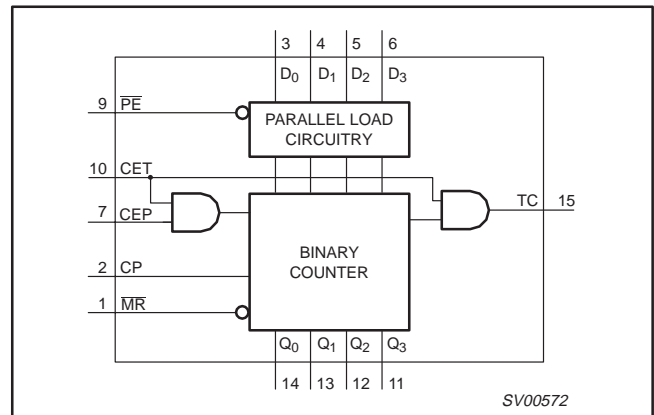 3 4 5 6
D0 D1 D2 D3
9 PE
PARALLEL LOAD
CIRCUITRY
10 CET
TC 15
7 CEP
BINARY
COUNTER
2 CP
1 MR
Q0 Q1 Q2 Q3
14 13 12 11
SV00572